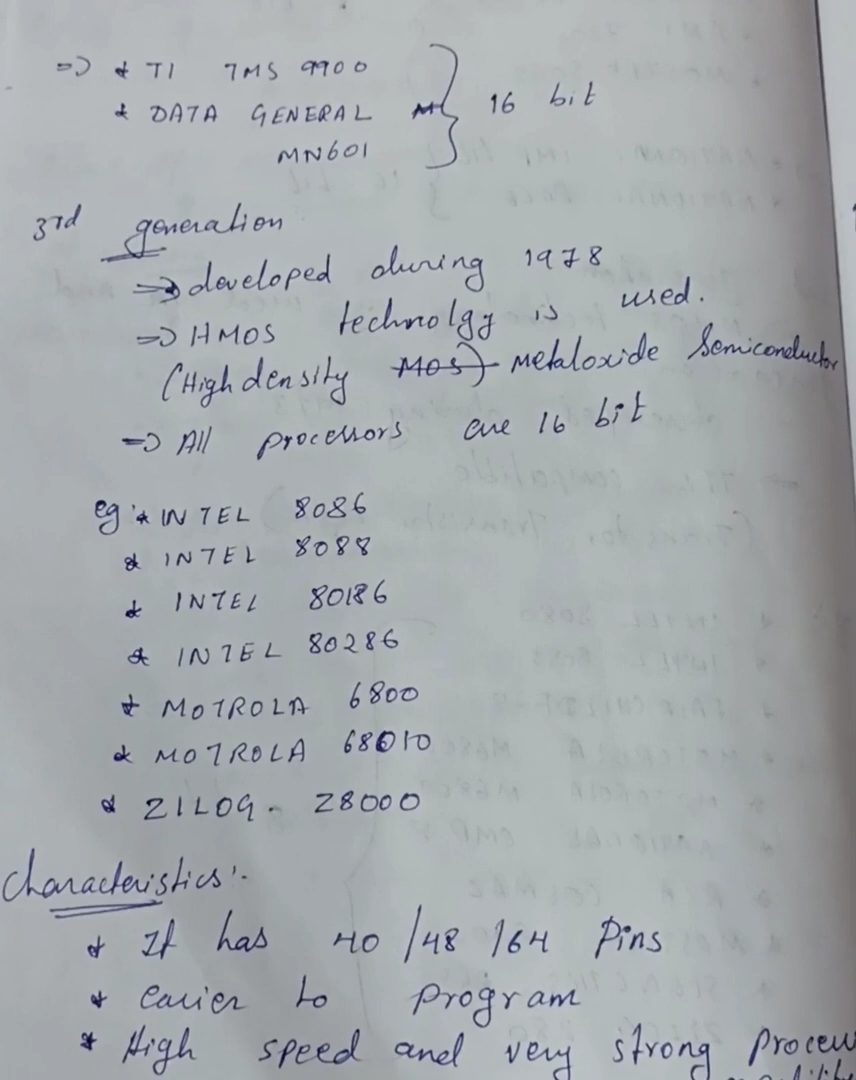 => * TI TMS 9900
* DATA GENERAL } 16 bit
MN601
3rd generation
=> developed during 1978
=> HMOS technolgy is used.
(High density metaloxide Semiconductor
=> All processors are 16 bit
eg: * INTEL 8086
* INTEL 8088
* INTEL 80186
* INTEL 80286
* MOTROLA 6800
* MOTROLA 68010
* ZILOG - Z8000
Characteristics:-
* It has 40/48/64 Pins
* easier to program
* High speed and very strong